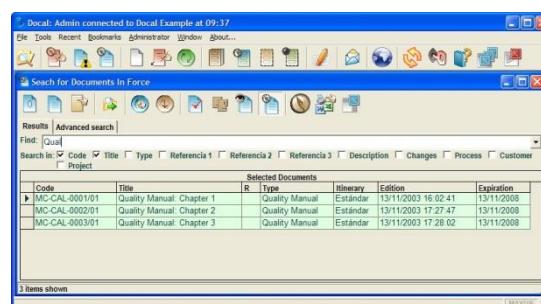 Docal: Admin connected to Docal Example at 09:37
File Tools Recent Bookmarks Administrator Window About...
Seach for Documents In Force
Results Advanced search
Find: Qual
Search in: Code Title Type Referencia 1 Referencia 2 Referencia 3 Description Changes Process Customer
Project
Selected Documents
Code Title R Type Itinerary Edition Expiration
MC-CAL-0001/01 Quality Manual: Chapter 1 Quality Manual Estándar 13/11/2003 16:02:41 13/11/2008
MC-CAL-0002/01 Quality Manual: Chapter 2 Quality Manual Estándar 13/11/2003 17:27:47 13/11/2008
MC-CAL-0003/01 Quality Manual: Chapter 3 Quality Manual Estándar 13/11/2003 17:28:02 13/11/2008
3 items shown